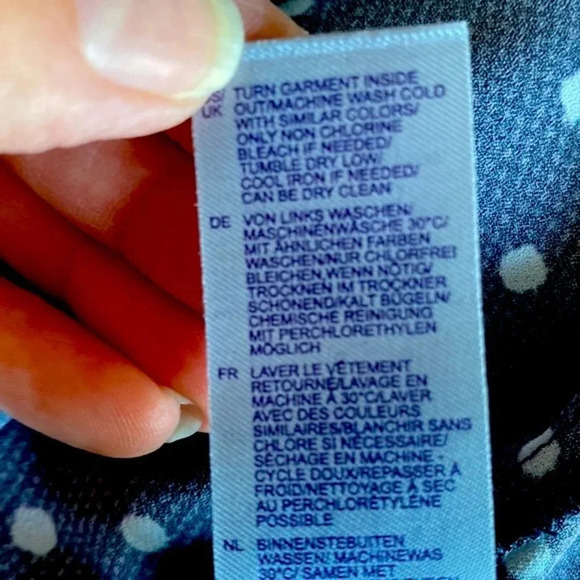 US/ TURN GARMENT INSIDE
UK OUT/MACHINE WASH COLD
WITH SIMILAR COLORS/
ONLY NON CHLORINE
BLEACH IF NEEDED/
TUMBLE DRY LOW/
COOL IRON IF NEEDED/
CAN BE DRY CLEAN
DE VON LINKS WASCHEN/
MASCHINENWÄSCHE 30°C/
MIT ÄHNLICHEN FARBEN
WASCHEN/NUR CHLORFREI
BLEICHEN,WENN NÖTIG/
TROCKNEN IM TROCKNER
SCHONEND/KALT BÜGELN/
CHEMISCHE REINIGUNG
MIT PERCHLORETHYLEN
MÖGLICH
FR LAVER LE VÊTEMENT
RETOURNÉ/LAVAGE EN
MACHINE À 30°C/LAVER
AVEC DES COULEURS
SIMILAIRES/BLANCHIR SANS
CHLORE SI NÉCESSAIRE/
SÉCHAGE EN MACHINE -
CYCLE DOUX/REPASSER À
FROID/NETTOYAGE À SEC
AU PERCHLORETYLÈNE
POSSIBLE
NL BINNENSTEBUITEN
WASSEN/ MACHINEWAS
30°C/ SAMEN MET